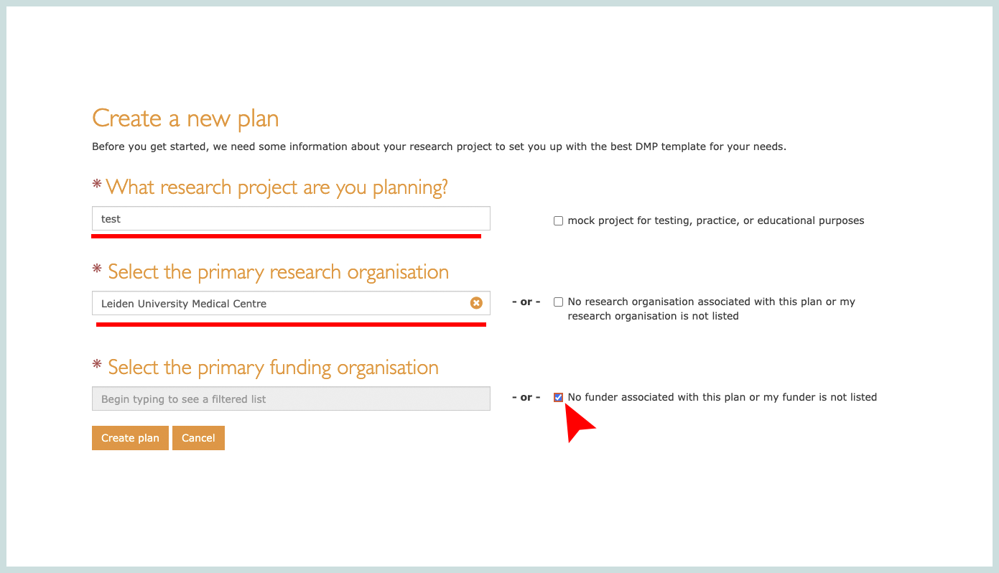 Create a new plan
Before you get started, we need some information about your research project to set you up with the best DMP template for your needs.
* What research project are you planning?
test
mock project for testing, practice, or educational purposes
* Select the primary research organisation
Leiden University Medical Centre
- or -
No research organisation associated with this plan or my
research organisation is not listed
* Select the primary funding organisation
Begin typing to see a filtered list
- or -
No funder associated with this plan or my funder is not listed
Create plan
Cancel